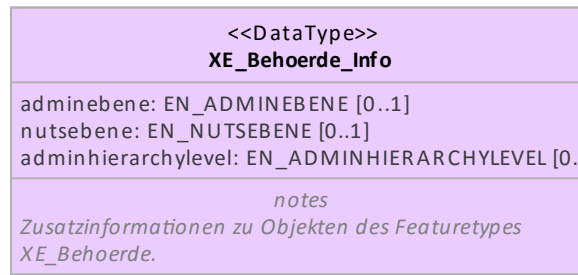 <<DataType>>
XE_Behoerde_Info
adminebene: EN_ADMINEBENE [0..1]
nutsebene: EN_NUTSEBENE [0..1]
adminhierarchylevel: EN_ADMINHIERARCHYLEVEL [0.
notes
Zusatzinformationen zu Objekten des Featuretypes
XE_Behoerde.